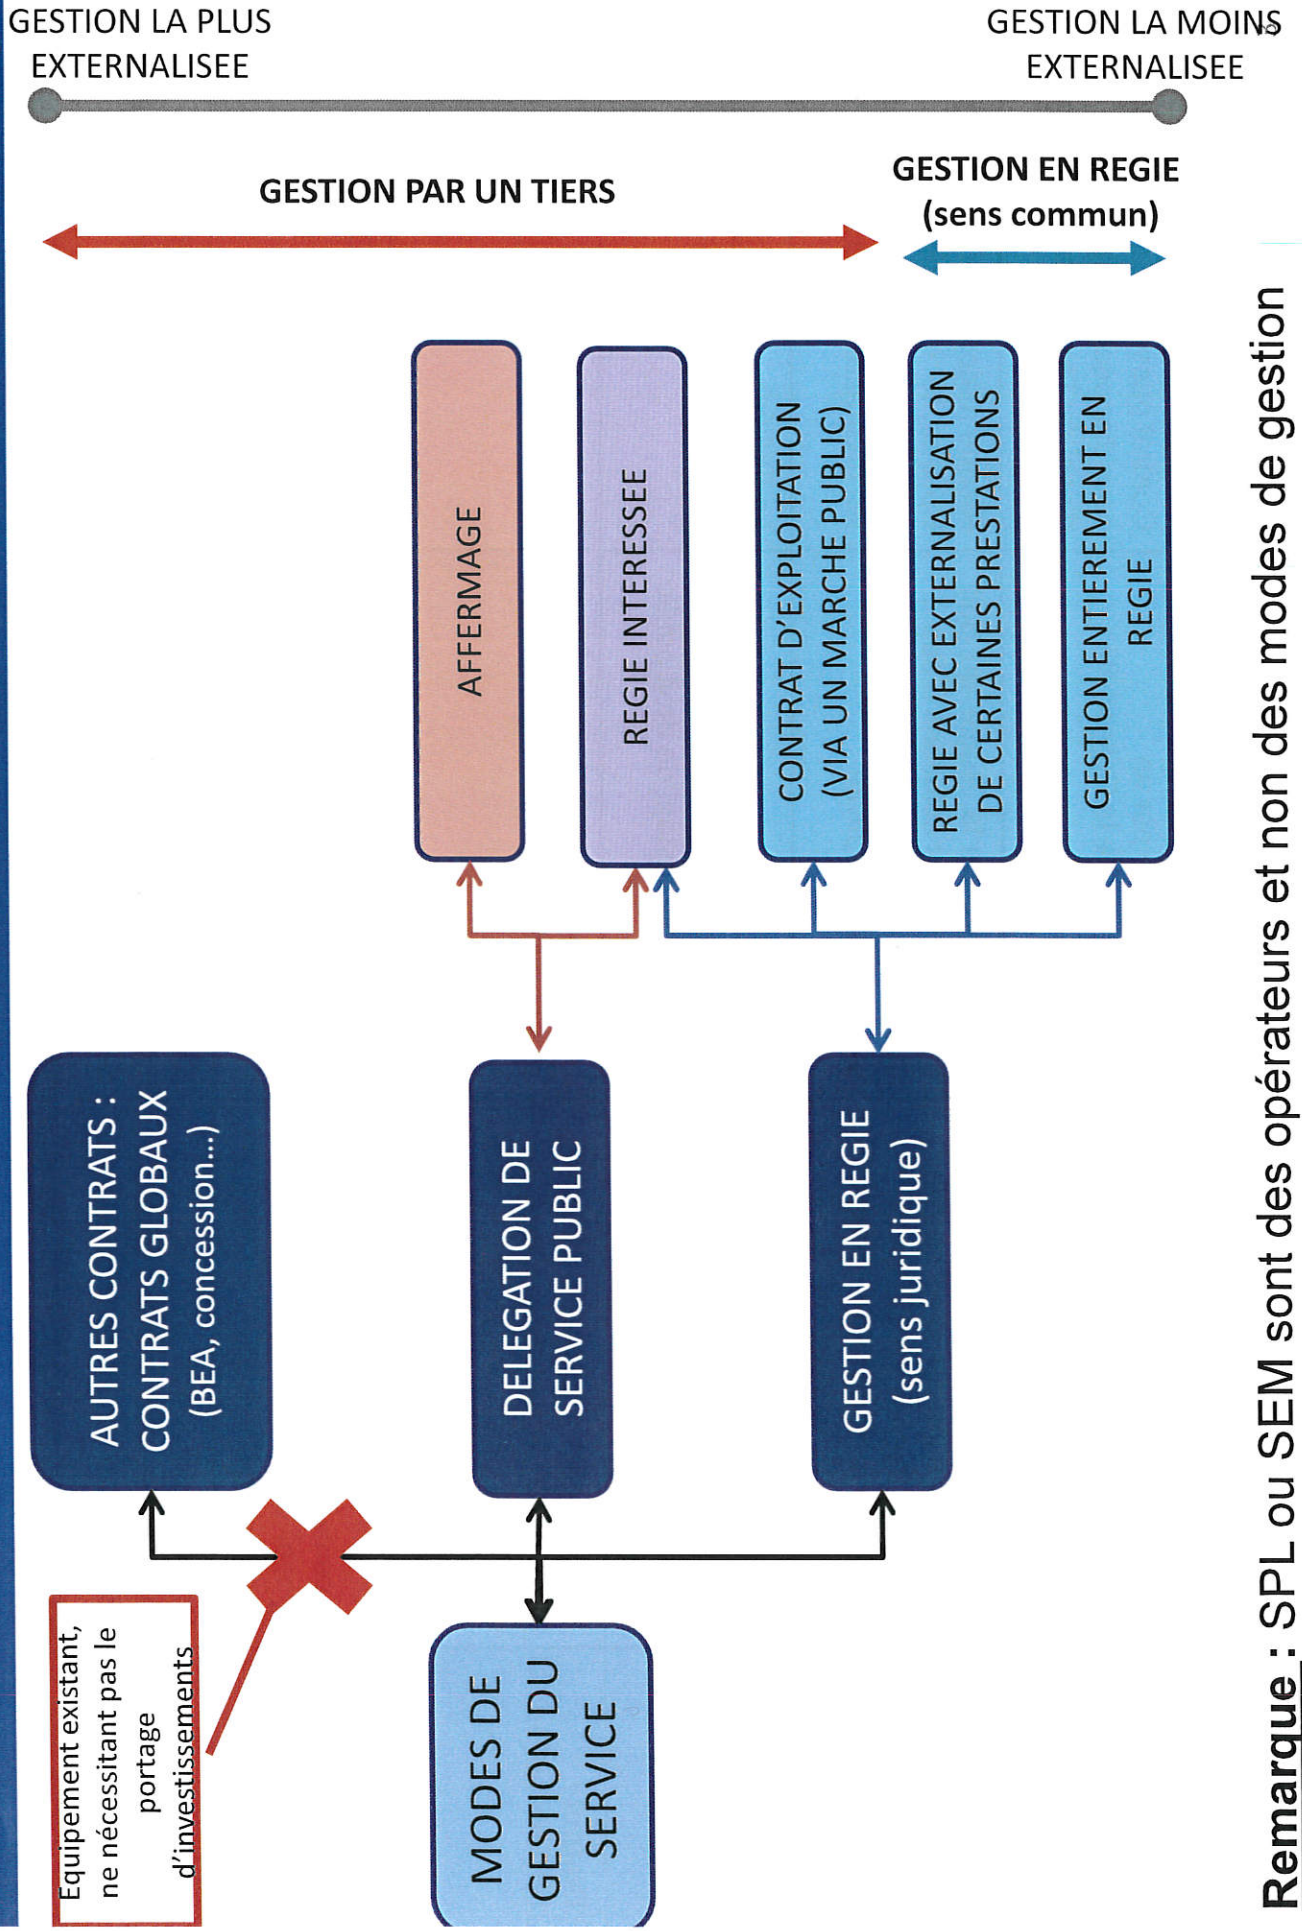 GESTION LA PLUS
EXTERNALISEE
GESTION LA MOINS
EXTERNALISEE
GESTION PAR UN TIERS
GESTION EN REGIE
(sens commun)
Equipement existant,
ne nécessitant pas le
portage
d'investissements
MODES DE
GESTION DU
SERVICE
AUTRES CONTRATS :
CONTRATS GLOBAUX
(BEA, concession...)
DELEGATION DE
SERVICE PUBLIC
GESTION EN REGIE
(sens juridique)
AFFERMAGE
REGIE INTERESSEE
CONTRAT D'EXPLOITATION
(VIA UN MARCHE PUBLIC)
REGIE AVEC EXTERNALISATION
DE CERTAINES PRESTATIONS
GESTION ENTIEREMENT EN
REGIE
Remarque : SPL ou SEM sont des opérateurs et non des modes de gestion